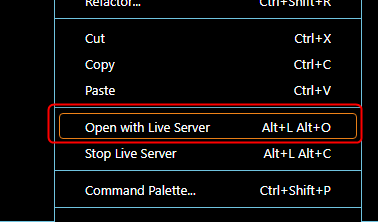 Refactor... Ctrl+Shift+R
Cut Ctrl+X
Copy Ctrl+C
Paste Ctrl+V
Open with Live Server Alt+L Alt+O
Stop Live Server Alt+L Alt+C
Command Palette... Ctrl+Shift+P